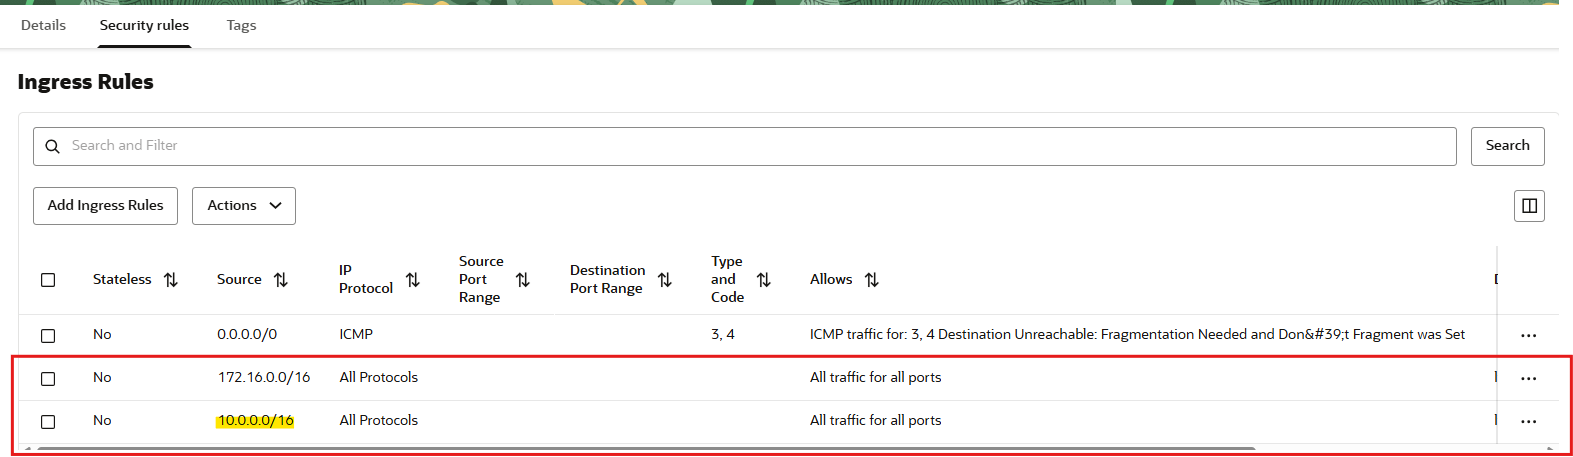 Details Security rules Tags
Ingress Rules
Search and Filter Search
Add Ingress Rules Actions
Stateless Source IP Protocol Source Port Range Destination Port Range Type and Code Allows
No 0.0.0.0/0 ICMP 3, 4 ICMP traffic for: 3, 4 Destination Unreachable: Fragmentation Needed and Don&#39;t Fragment was Set
No 172.16.0.0/16 All Protocols All traffic for all ports
No 10.0.0.0/16 All Protocols All traffic for all ports